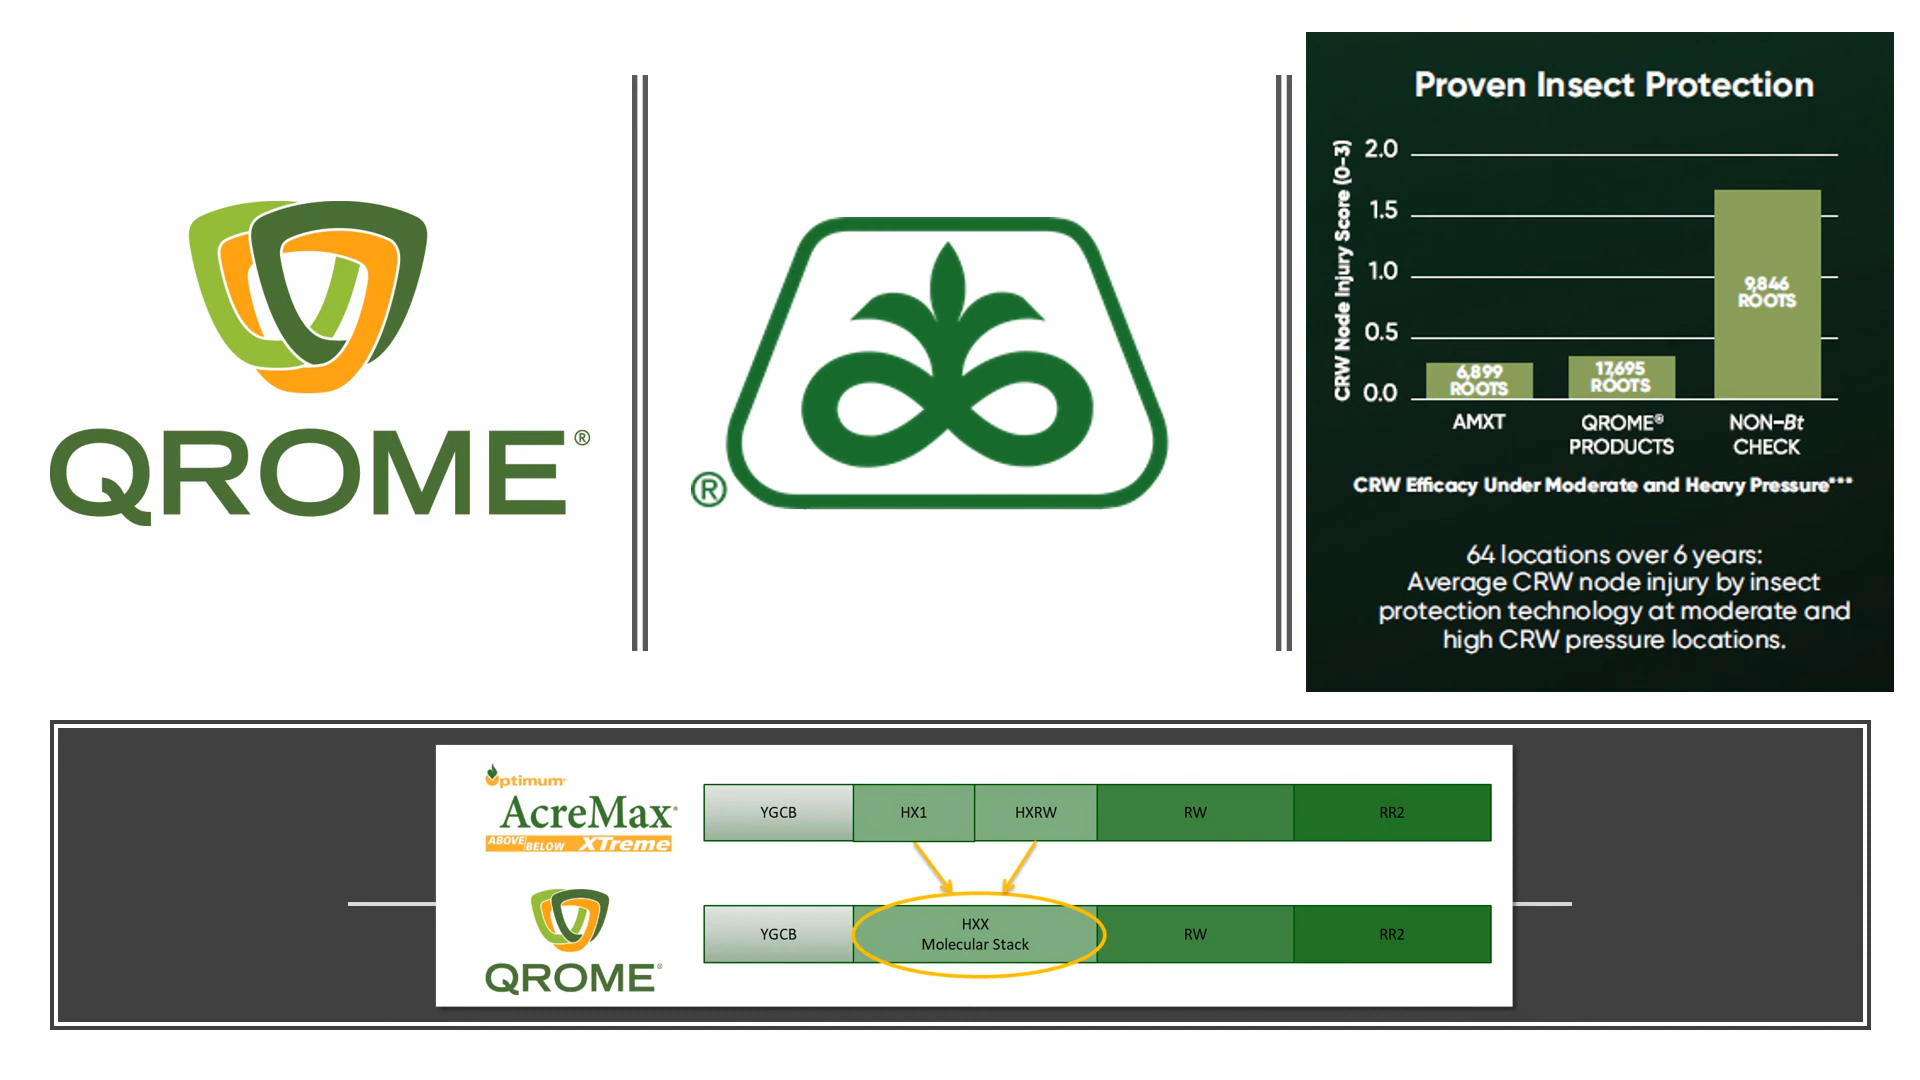 QROME®
®
Proven Insect Protection
CRW Node Injury Score (0–3)
2.0
1.5
1.0
0.5
0.0
6,899
ROOTS
17,695
ROOTS
9,846
ROOTS
AMXT
QROME®
PRODUCTS
NON–Bt
CHECK
CRW Efficacy Under Moderate and Heavy Pressure***
64 locations over 6 years:
Average CRW node injury by insect
protection technology at moderate and
high CRW pressure locations.
Optimum®
AcreMax®
ABOVE BELOW XTreme
YGCB HX1 HXRW RW RR2
QROME®
YGCB HXX RW RR2
Molecular Stack